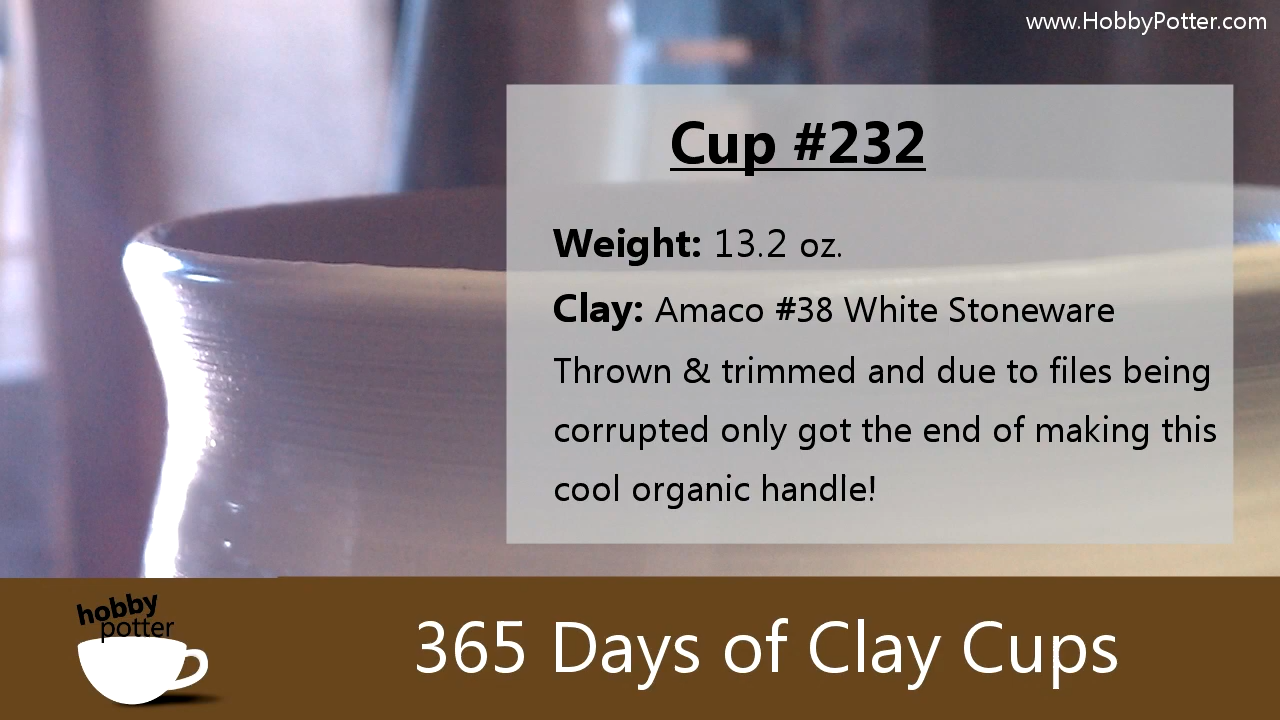 www.HobbyPotter.com
Cup #232
Weight: 13.2 oz.
Clay: Amaco #38 White Stoneware
Thrown & trimmed and due to files being
corrupted only got the end of making this
cool organic handle!
hobby
potter
365 Days of Clay Cups